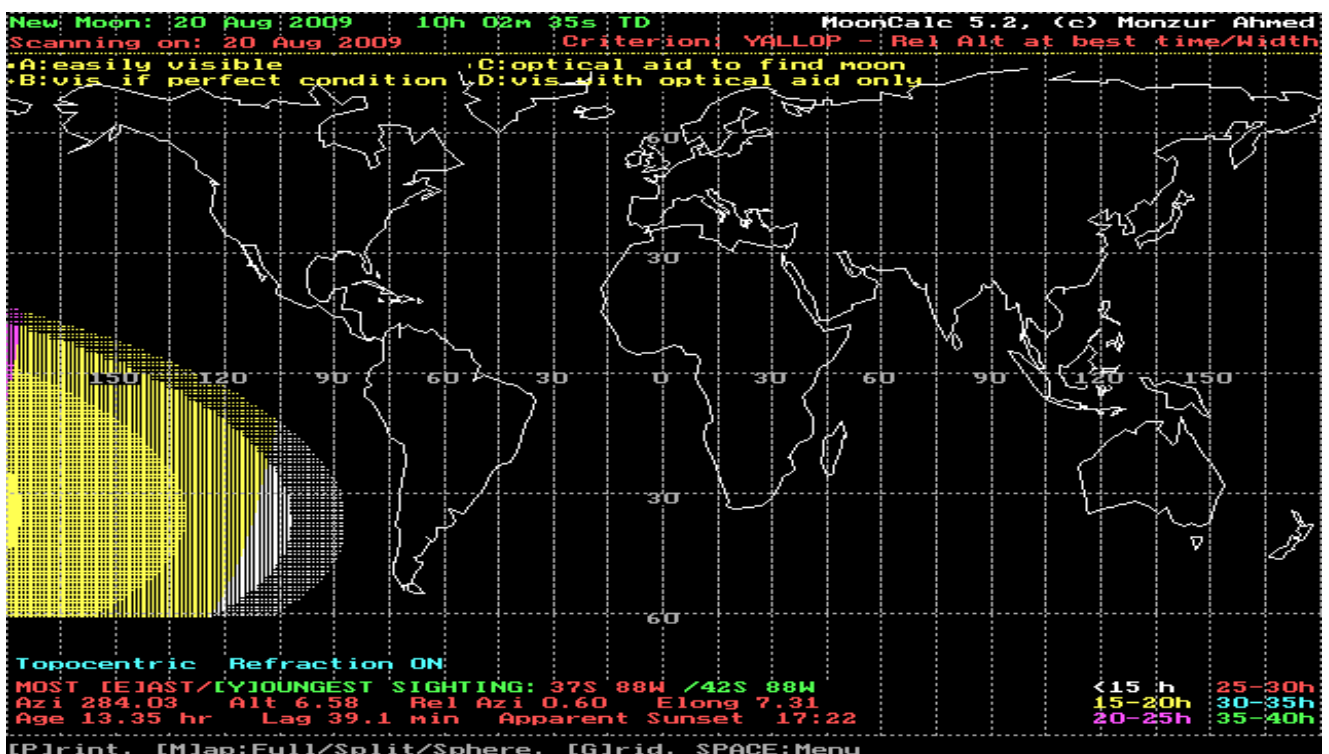 New Moon: 20 Aug 2009 10h 02m 35s TD MoonCalc 5.2, (c) Monzur Ahmed
Scanning on: 20 Aug 2009 Criterion: YALLOP - Rel Alt at best time/Width
A:easily visible C:optical aid to find moon
B:vis if perfect condition D:vis with optical aid only
60
30
150 120 90 60 30 0 30 60 90 120 150
30
60
Topocentric Refraction ON
MOST [E]AST/[Y]OUNGEST SIGHTING: 37S 88W /42S 88W <15 h 25-30h
Azi 284.03 Alt 6.58 Rel Azi 0.60 Elong 7.31 15-20h 30-35h
Age 13.35 hr Lag 39.1 min Apparent Sunset 17:22 20-25h 35-40h
[P]rint, [M]ap:Full/Split/Sphere, [G]rid, SPACE:Menu